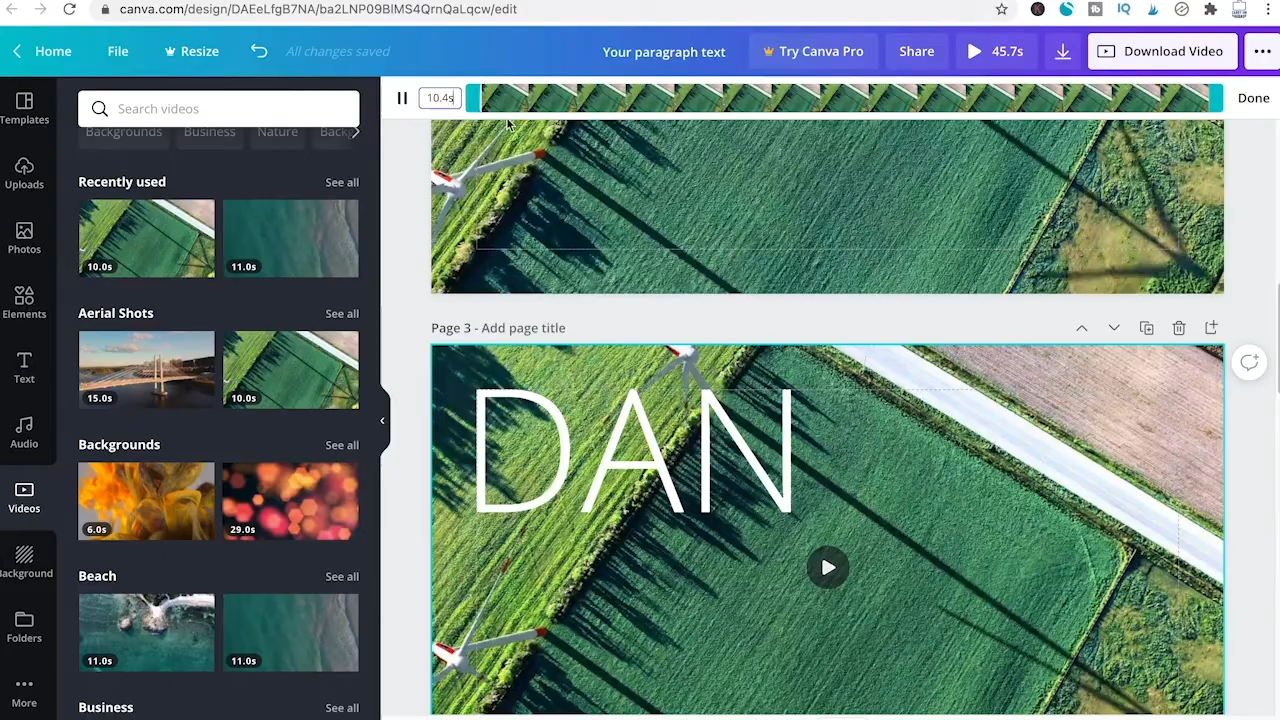 canva.com/design/DAEeLfgB7NA/ba2LNP09BlMS4QrnQaLqcw/edit
Home
File
Resize
All changes saved
Your paragraph text
Try Canva Pro
Share
45.7s
Download Video
Templates
Uploads
Photos
Elements
Text
Audio
Videos
Background
Folders
More
Search videos
Backgrounds
Business
Nature
Backg
Recently used
See all
10.0s
11.0s
Aerial Shots
See all
15.0s
10.0s
Backgrounds
See all
6.0s
29.0s
Beach
See all
11.0s
11.0s
Business
See all
10.4s
Done
Page 3 - Add page title
DAN